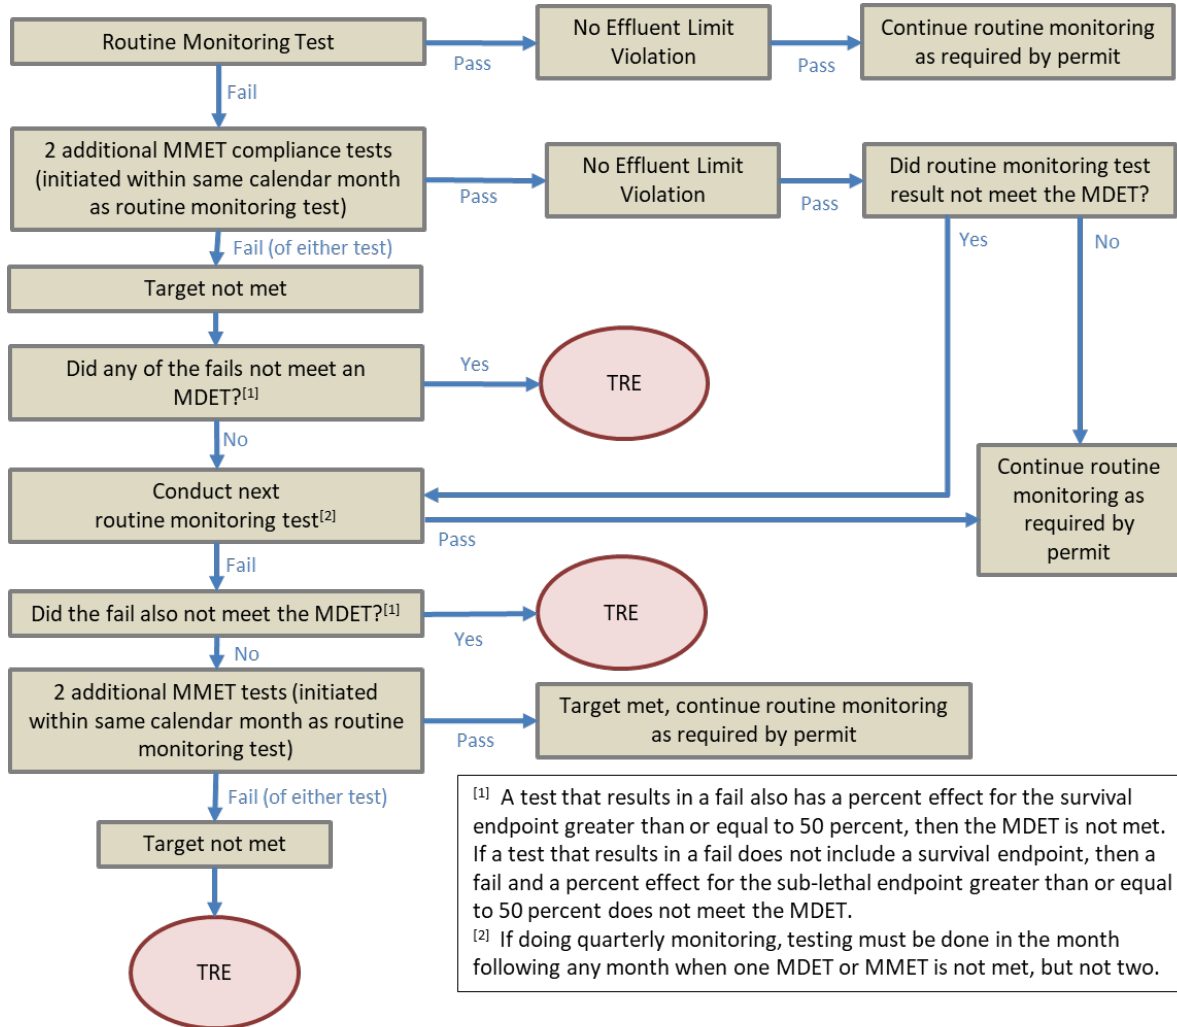 Routine Monitoring Test
Pass
No Effluent Limit
Violation
Pass
Continue routine monitoring
as required by permit
Fail
2 additional MMET compliance tests
(initiated within same calendar month
as routine monitoring test)
Pass
No Effluent Limit
Violation
Pass
Did routine monitoring test
result not meet the MDET?
Fail (of either test)
Yes
No
Target not met
Did any of the fails not meet an
MDET?[1]
Yes
TRE
No
Conduct next
routine monitoring test[2]
Pass
Continue routine
monitoring as
required by
permit
Fail
Did the fail also not meet the MDET?[1]
Yes
TRE
No
2 additional MMET tests (initiated
within same calendar month as routine
monitoring test)
Pass
Target met, continue routine monitoring
as required by permit
Fail (of either test)
Target not met
TRE
[1] A test that results in a fail also has a percent effect for the survival
endpoint greater than or equal to 50 percent, then the MDET is not met.
If a test that results in a fail does not include a survival endpoint, then a
fail and a percent effect for the sub-lethal endpoint greater than or equal
to 50 percent does not meet the MDET.
[2] If doing quarterly monitoring, testing must be done in the month
following any month when one MDET or MMET is not met, but not two.